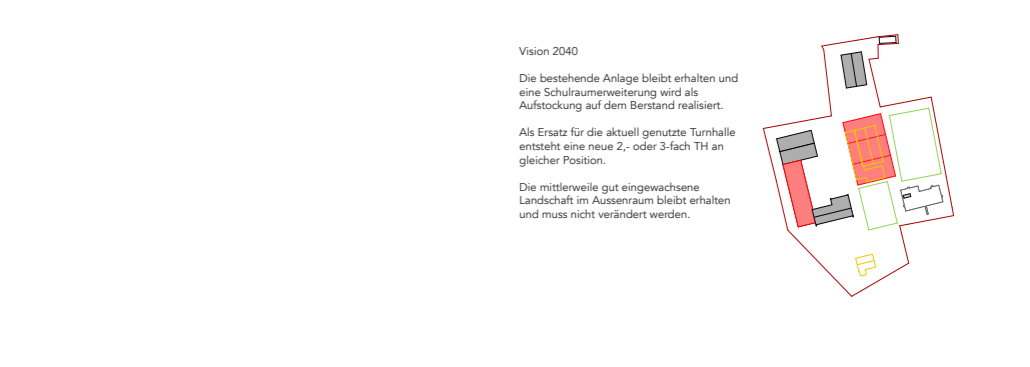 Vision 2040
Die bestehende Anlage bleibt erhalten und
eine Schulraumerweiterung wird als
Aufstockung auf dem Berstand realisiert.
Als Ersatz für die aktuell genutzte Turnhalle
entsteht eine neue 2,- oder 3-fach TH an
gleicher Position.
Die mittlerweile gut eingewachsene
Landschaft im Aussenraum bleibt erhalten
und muss nicht verändert werden.